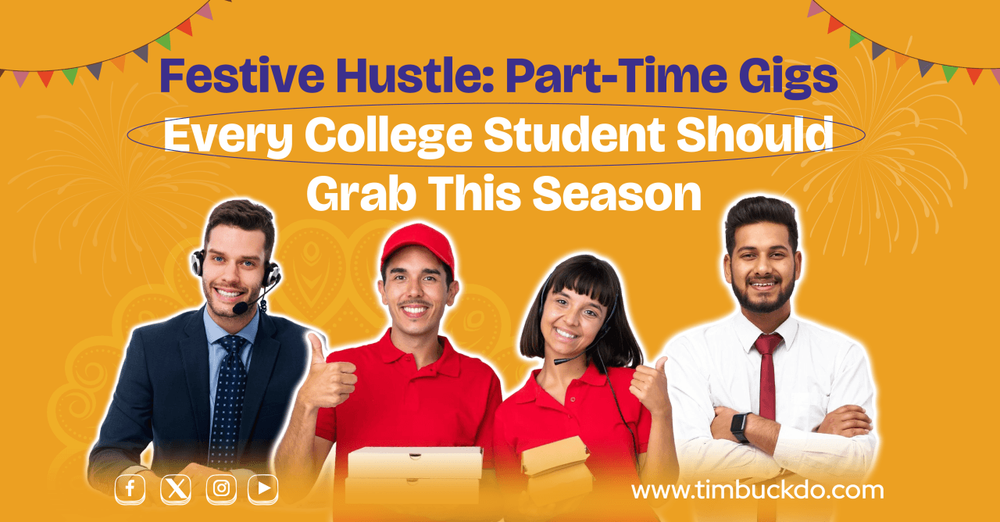 Festive Hustle: Part-Time Gigs
Every College Student Should
Grab This Season
www.timbuckdo.com